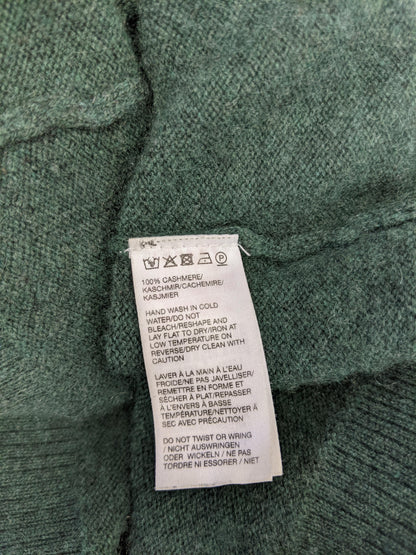 100% CASHMERE/
KASCHMIR/CACHEMIRE/
KASJMIER
HAND WASH IN COLD
WATER/DO NOT
BLEACH/RESHAPE AND
LAY FLAT TO DRY/IRON AT
LOW TEMPERATURE ON
REVERSE/DRY CLEAN WITH
CAUTION
LAVER À LA MAIN À L'EAU
FROIDE/NE PAS JAVELLISER/
REMETTRE EN FORME ET
SÉCHER À PLAT/REPASSER
À L'ENVERS À BASSE
TEMPÉRATURE/NETTOYER À
SEC AVEC PRÉCAUTION
DO NOT TWIST OR WRING
/ NICHT AUSWRINGEN
ODER WICKELN / NE PAS
TORDRE NI ESSORER / NIET